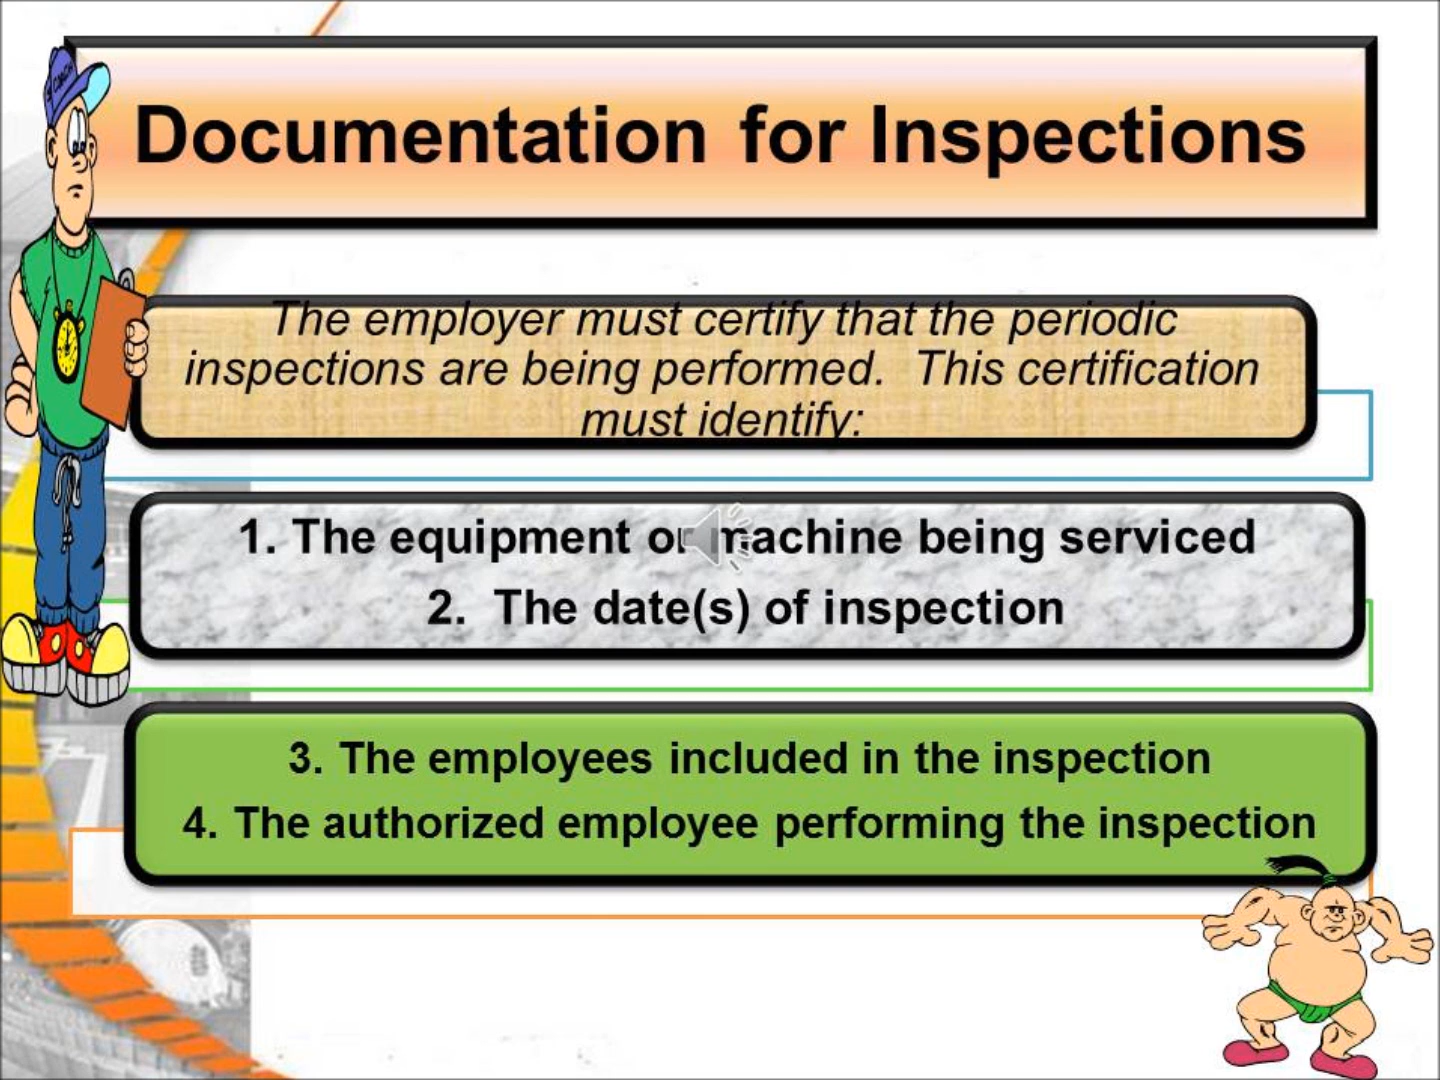 COACH
Documentation for Inspections
The employer must certify that the periodic
inspections are being performed.  This certification
must identify:
1. The equipment or machine being serviced
2.  The date(s) of inspection
3. The employees included in the inspection
4. The authorized employee performing the inspection